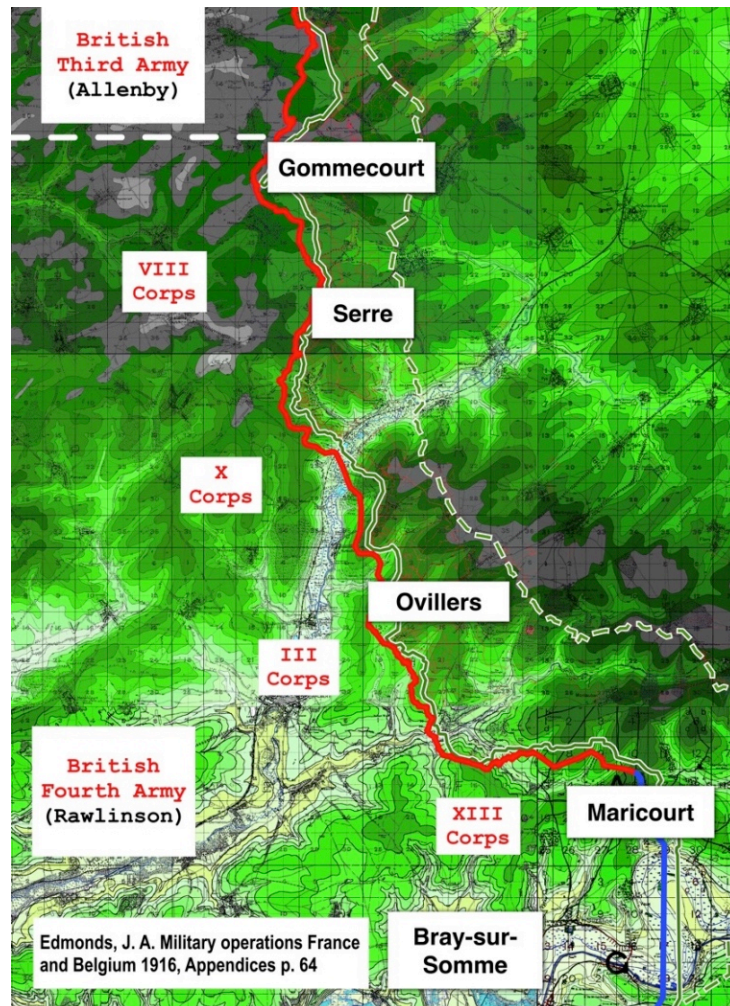 British
Third Army
(Allenby)
Gommecourt
VIII
Corps
Serre
X
Corps
Ovillers
III
Corps
British
Fourth Army
(Rawlinson)
XIII
Corps
Maricourt
Edmonds, J. A. Military operations France
and Belgium 1916, Appendices p. 64
Bray-sur-
Somme
G